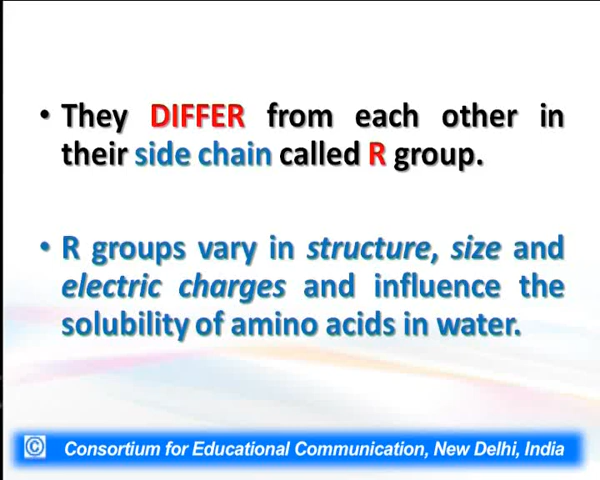 • They DIFFER from each other in
their side chain called R group.
• R groups vary in structure, size and
electric charges and influence the
solubility of amino acids in water.
© Consortium for Educational Communication, New Delhi, India